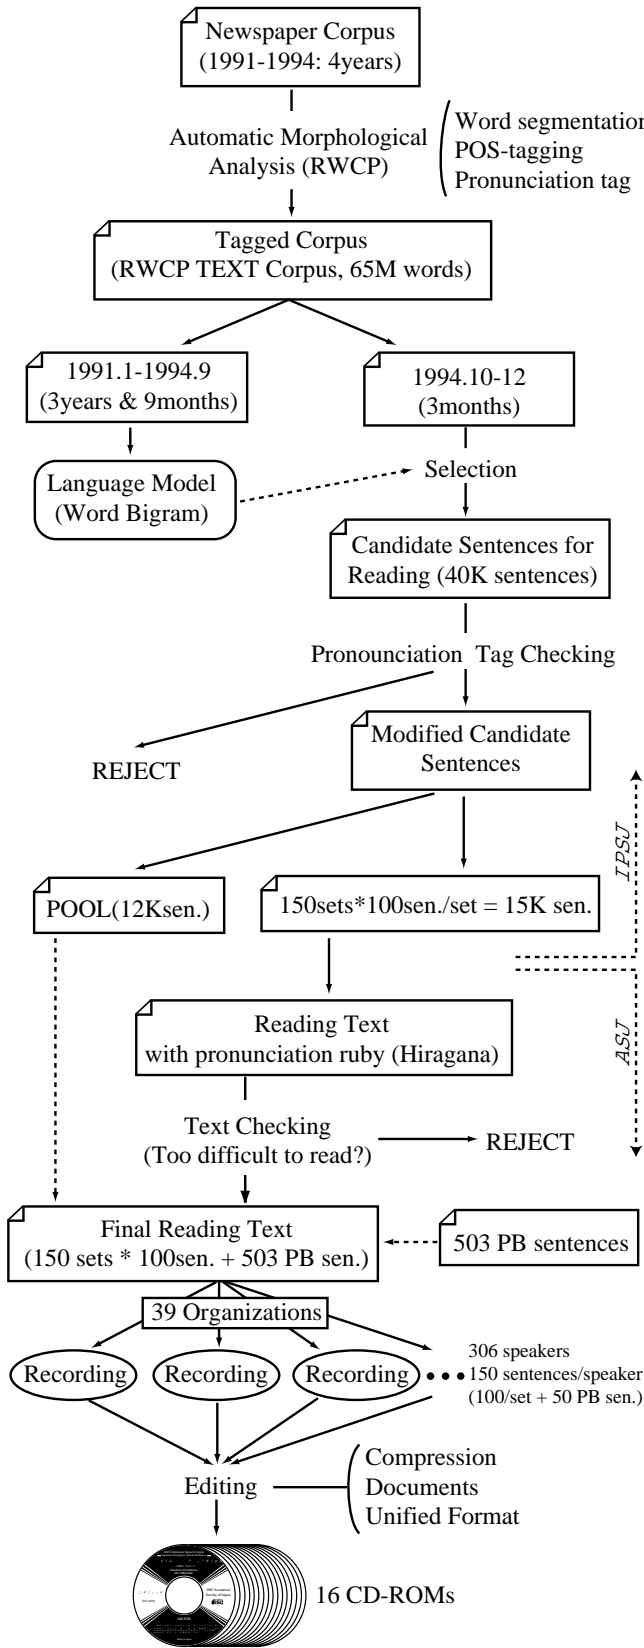 Newspaper Corpus
(1991-1994: 4years)
Automatic Morphological
Analysis (RWCP)
Word segmentation
POS-tagging
Pronunciation tag
Tagged Corpus
(RWCP TEXT Corpus, 65M words)
1991.1-1994.9
(3years & 9months)
1994.10-12
(3months)
Language Model
(Word Bigram)
Selection
Candidate Sentences for
Reading (40K sentences)
Pronounciation Tag Checking
REJECT
Modified Candidate
Sentences
IPSJ
POOL(12Ksen.)
150sets*100sen./set = 15K sen.
Reading Text
with pronunciation ruby (Hiragana)
ASJ
Text Checking
(Too difficult to read?)
REJECT
Final Reading Text
(150 sets * 100sen. + 503 PB sen.)
503 PB sentences
39 Organizations
Recording
Recording
Recording
306 speakers
150 sentences/speaker
(100/set + 50 PB sen.)
Editing
Compression
Documents
Unified Format
16 CD-ROMs